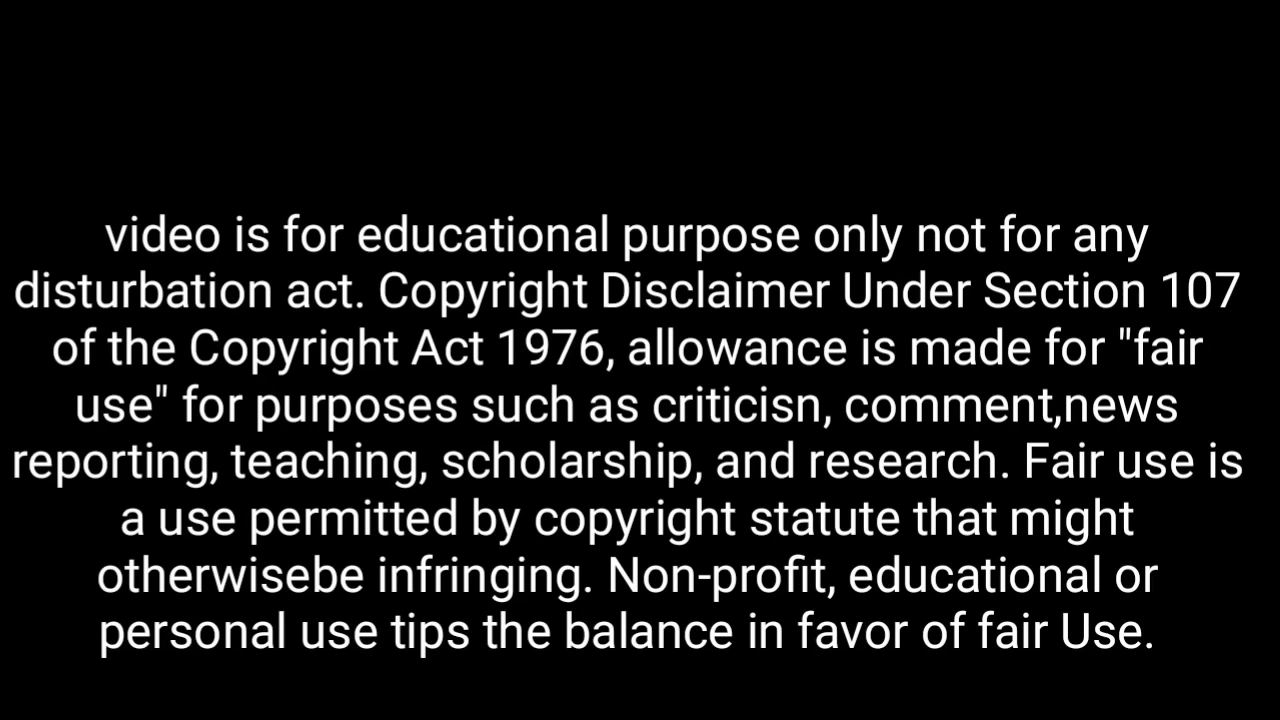 video is for educational purpose only not for any
disturbation act. Copyright Disclaimer Under Section 107
of the Copyright Act 1976, allowance is made for "fair
use" for purposes such as criticisn, comment,news
reporting, teaching, scholarship, and research. Fair use is
a use permitted by copyright statute that might
otherwisebe infringing. Non-profit, educational or
personal use tips the balance in favor of fair Use.